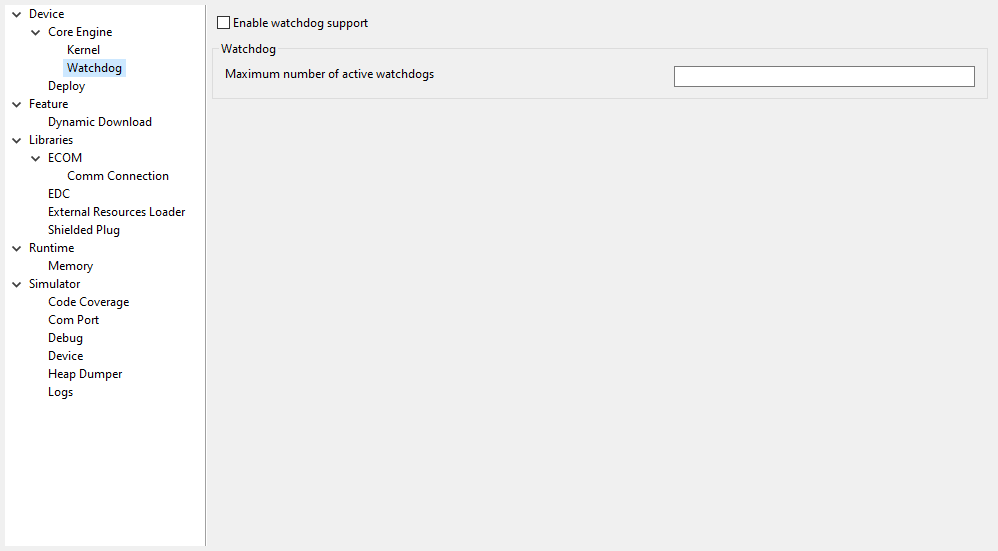 Device
Core Engine
Kernel
Watchdog
Deploy
Feature
Dynamic Download
Libraries
ECOM
Comm Connection
EDC
External Resources Loader
Shielded Plug
Runtime
Memory
Simulator
Code Coverage
Com Port
Debug
Device
Heap Dumper
Logs
Enable watchdog support
Watchdog
Maximum number of active watchdogs